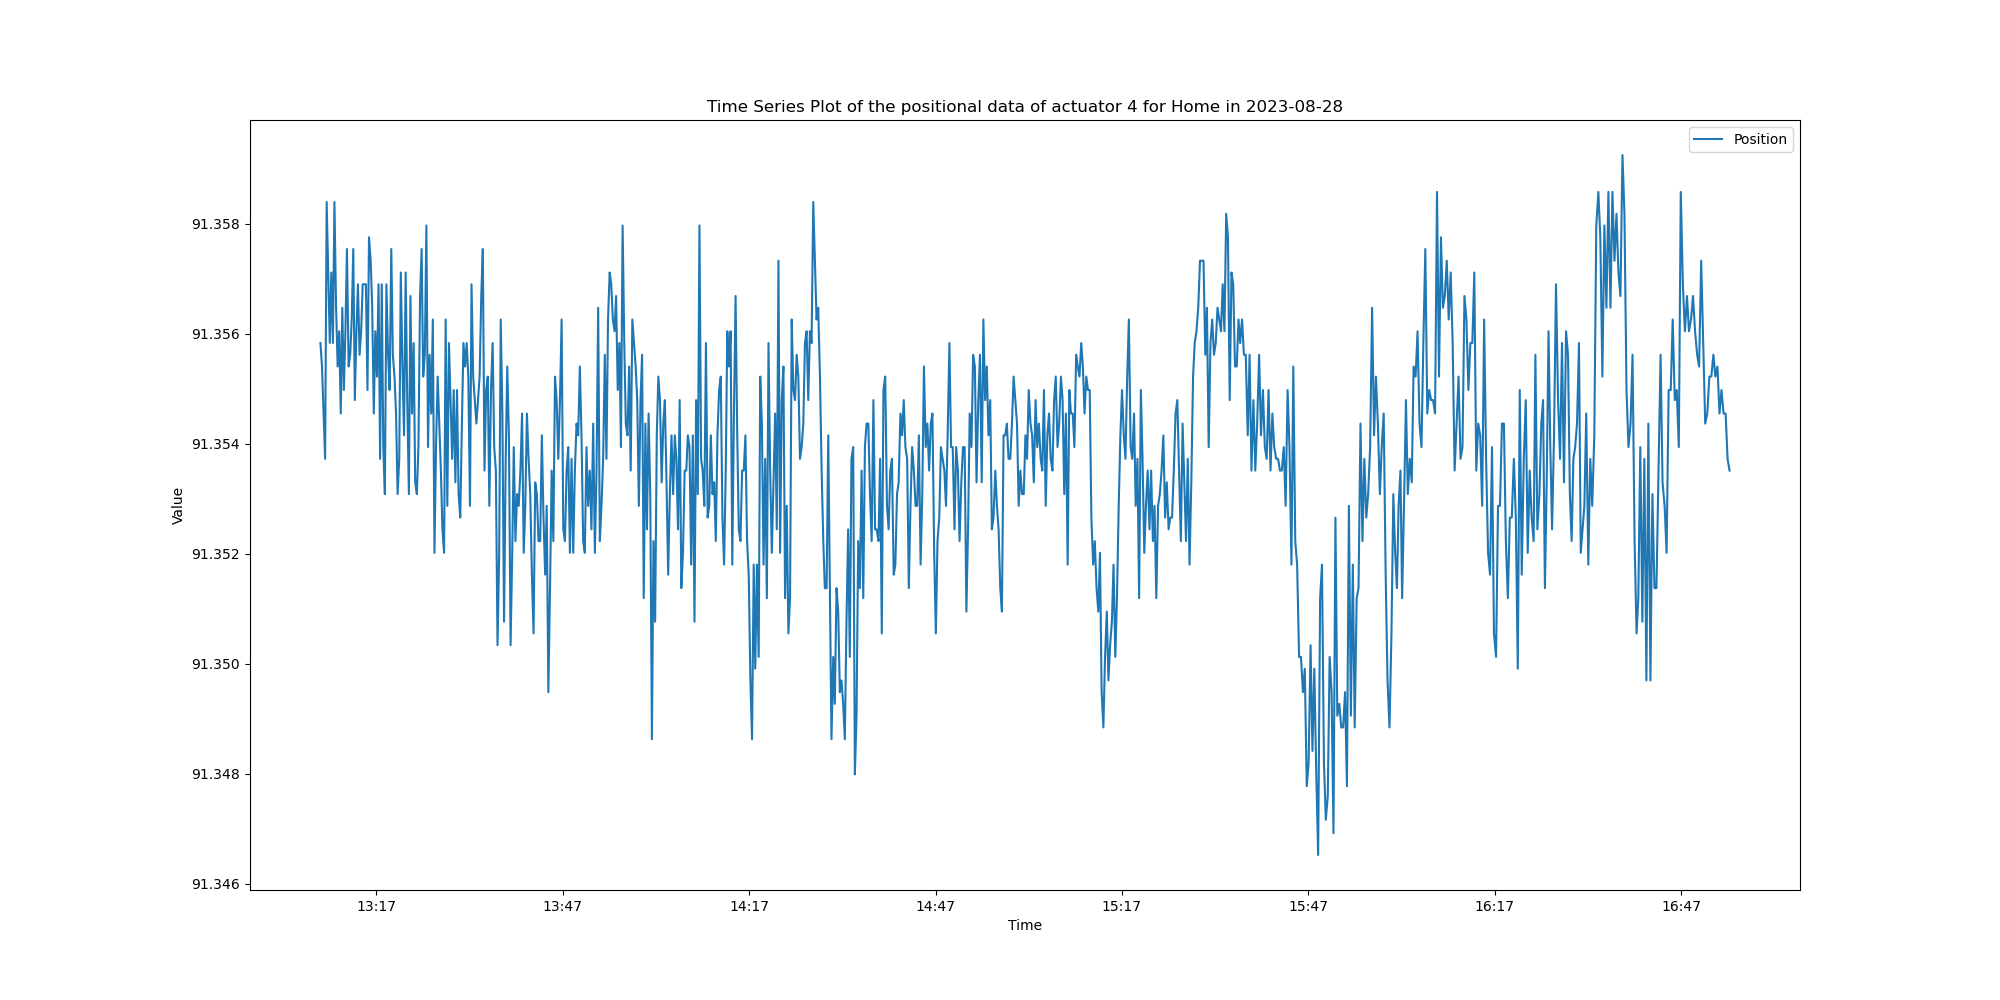 Time Series Plot of the positional data of actuator 4 for Home in 2023-08-28
Position
91.358
91.356
91.354
91.352
91.350
91.348
91.346
Value
13:17 13:47 14:17 14:47 15:17 15:47 16:17 16:47
Time